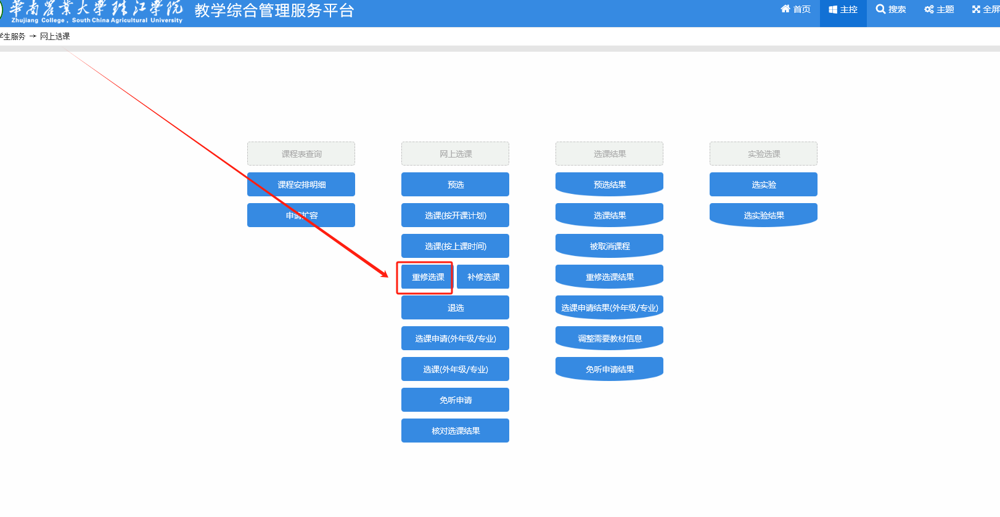 華南農業大學珠江學院 教学综合管理服务平台
Zhujiang College, South China Agricultural University
首页 主控 搜索 主题 全屏
学生服务 → 网上选课
课程表查询 网上选课 选课结果 实验选课
课程安排明细 预选 预选结果 选实验
申请扩容 选课(按开课计划) 选课结果 选实验结果
选课(按上课时间) 被取消课程
重修选课 补修选课 重修选课结果
退选 选课申请结果(外年级/专业)
选课申请(外年级/专业) 调整需要教材信息
选课(外年级/专业) 免听申请结果
免听申请
核对选课结果